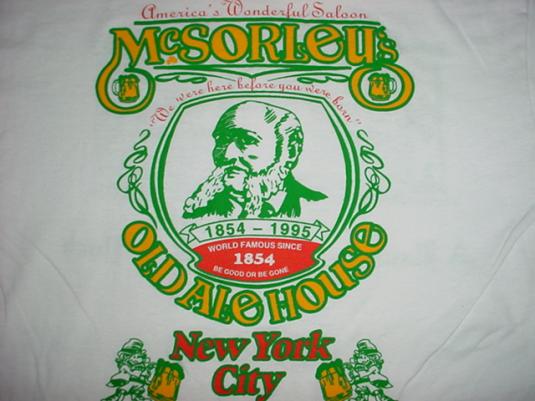 America's Wonderful Saloon
McSORLEY'S
"We were here before you were born"
1854 - 1995
WORLD FAMOUS SINCE
1854
BE GOOD OR BE GONE
OLD ALE HOUSE
New York
City